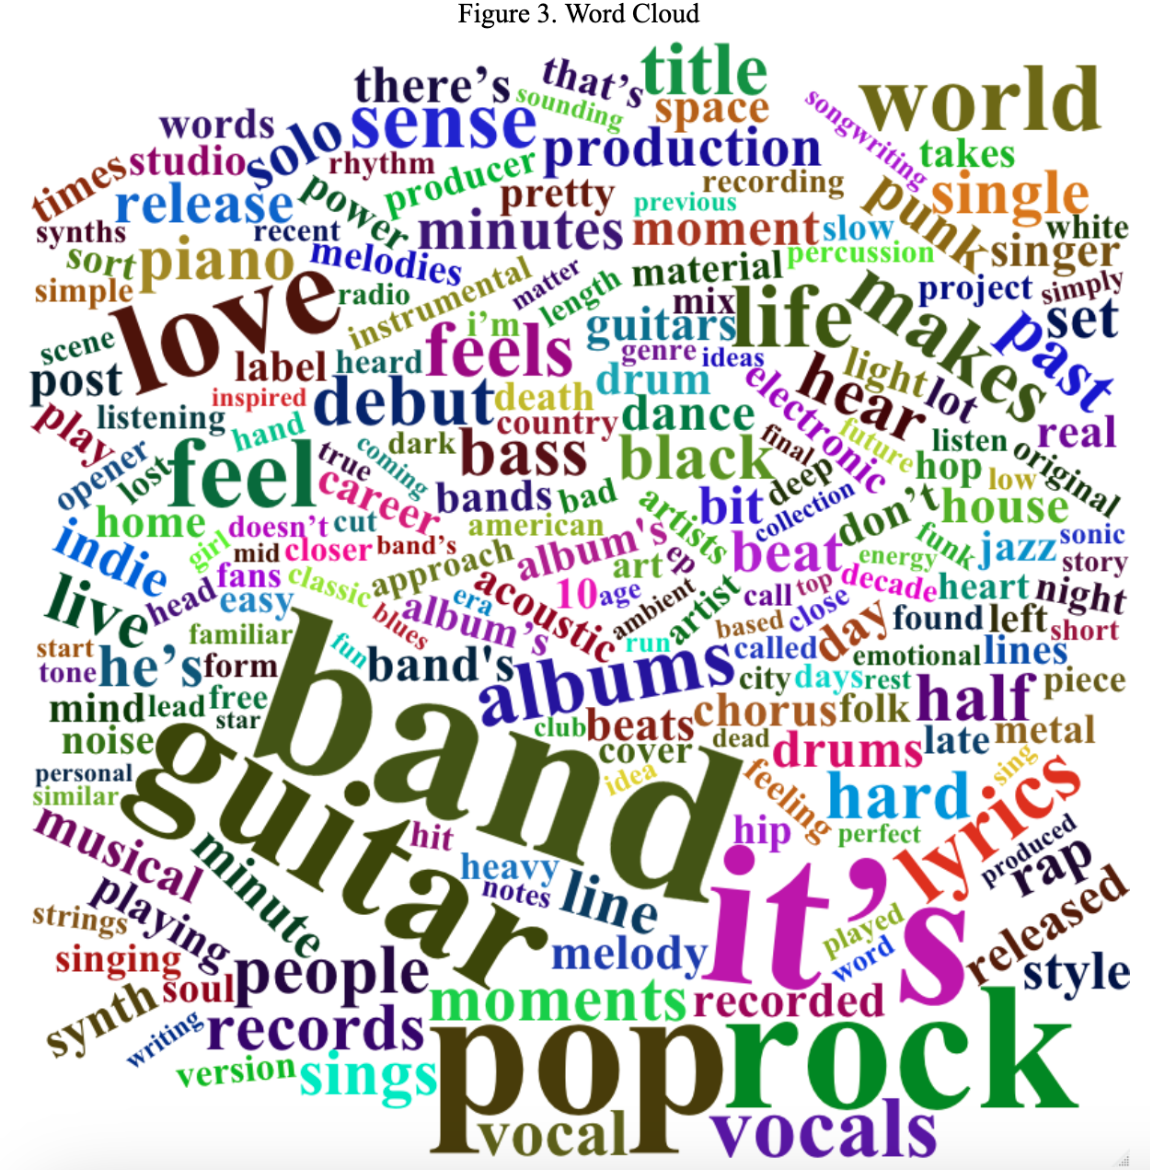 Figure 3. Word Cloud
there's
that's
title
world
sounding
space
songwriting
words
solo
sense
production
takes
times
studio
rhythm
producer
recording
single
release
power
pretty
previous
punk
synths
recent
minutes
moment
slow
white
sort
piano
melodies
percussion
singer
simple
radio
instrumental
matter
length
material
project
simply
love
i'm
mix
life
makes
set
scene
guitars
past
label
heard
feels
genre
ideas
post
inspired
debut
death
drum
electronic
hear
light
lot
play
listening
hand
country
dance
future
listen
original
real
opener
lost
feel
true
coming
dark
bass
black
final
deep
hop
low
career
bands
bad
artists
bit
collection
don't
house
home
doesn't
cut
american
indie
girl
mid
closer
band's
approach
album's
art
ep
beat
energy
funk
jazz
sonic
story
live
head
fans
classic
acoustic
10
age
ambient
artist
call
top
decade
heart
night
easy
era
blues
album's
based
close
day
found
left
short
start
familiar
fun
run
called
emotional
lines
tone
he's
form
band's
albums
city
days
rest
half
piece
mind
lead
free
star
band
club
beats
chorus
folk
noise
cover
dead
drums
late
metal
personal
guitar
idea
feeling
sing
similar
hard
lyrics
musical
hit
hip
perfect
produced
minute
heavy
notes
line
it's
rap
playing
played
released
strings
melody
word
singing
soul
people
style
synth
moments
recorded
writing
records
pop
rock
version
sings
vocal
vocals